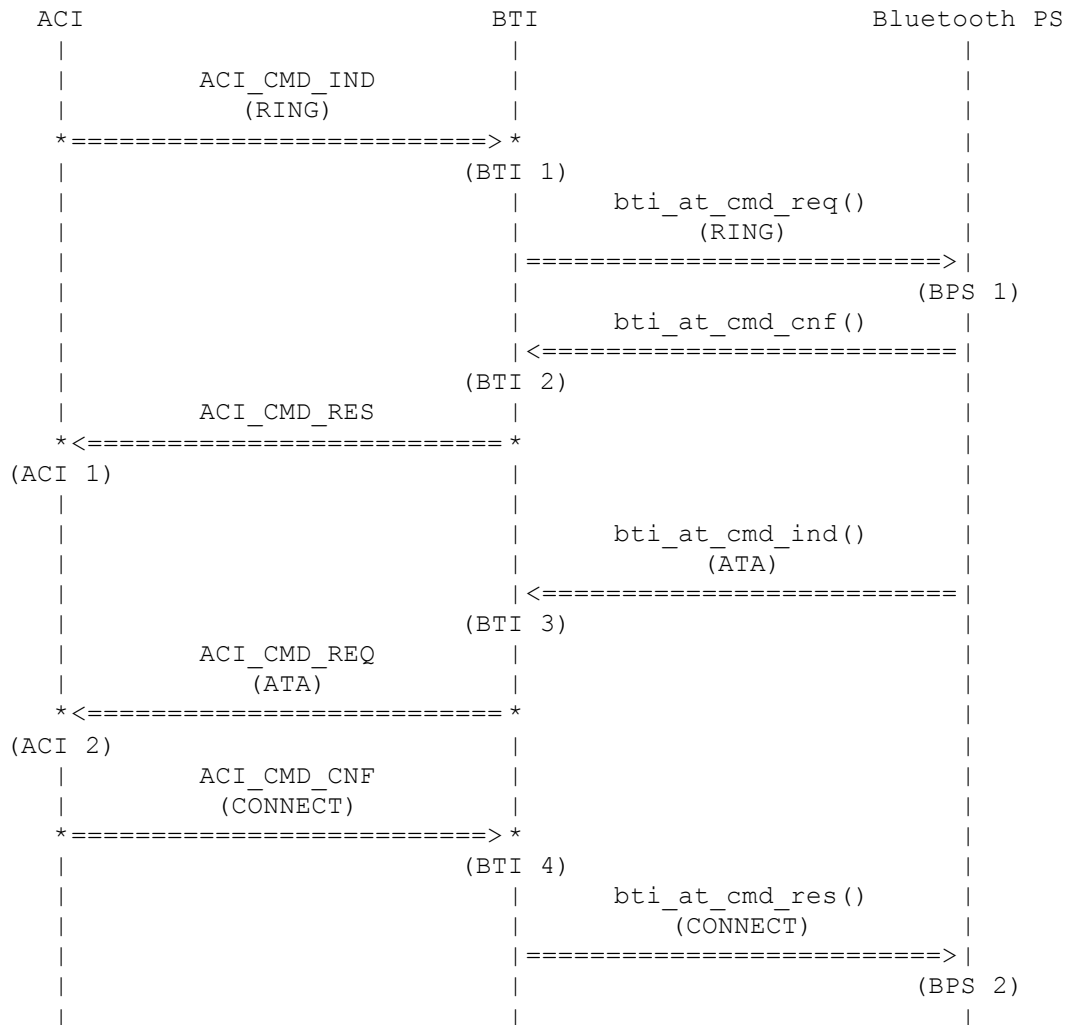 ACI BTI Bluetooth PS
ACI_CMD_IND
(RING)
*==========================>*
(BTI 1)
bti_at_cmd_req()
(RING)
|==========================>|
(BPS 1)
bti_at_cmd_cnf()
|<==========================|
(BTI 2)
ACI_CMD_RES
*<==========================*
(ACI 1)
bti_at_cmd_ind()
(ATA)
|<==========================|
(BTI 3)
ACI_CMD_REQ
(ATA)
*<==========================*
(ACI 2)
ACI_CMD_CNF
(CONNECT)
*==========================>*
(BTI 4)
bti_at_cmd_res()
(CONNECT)
|==========================>|
(BPS 2)